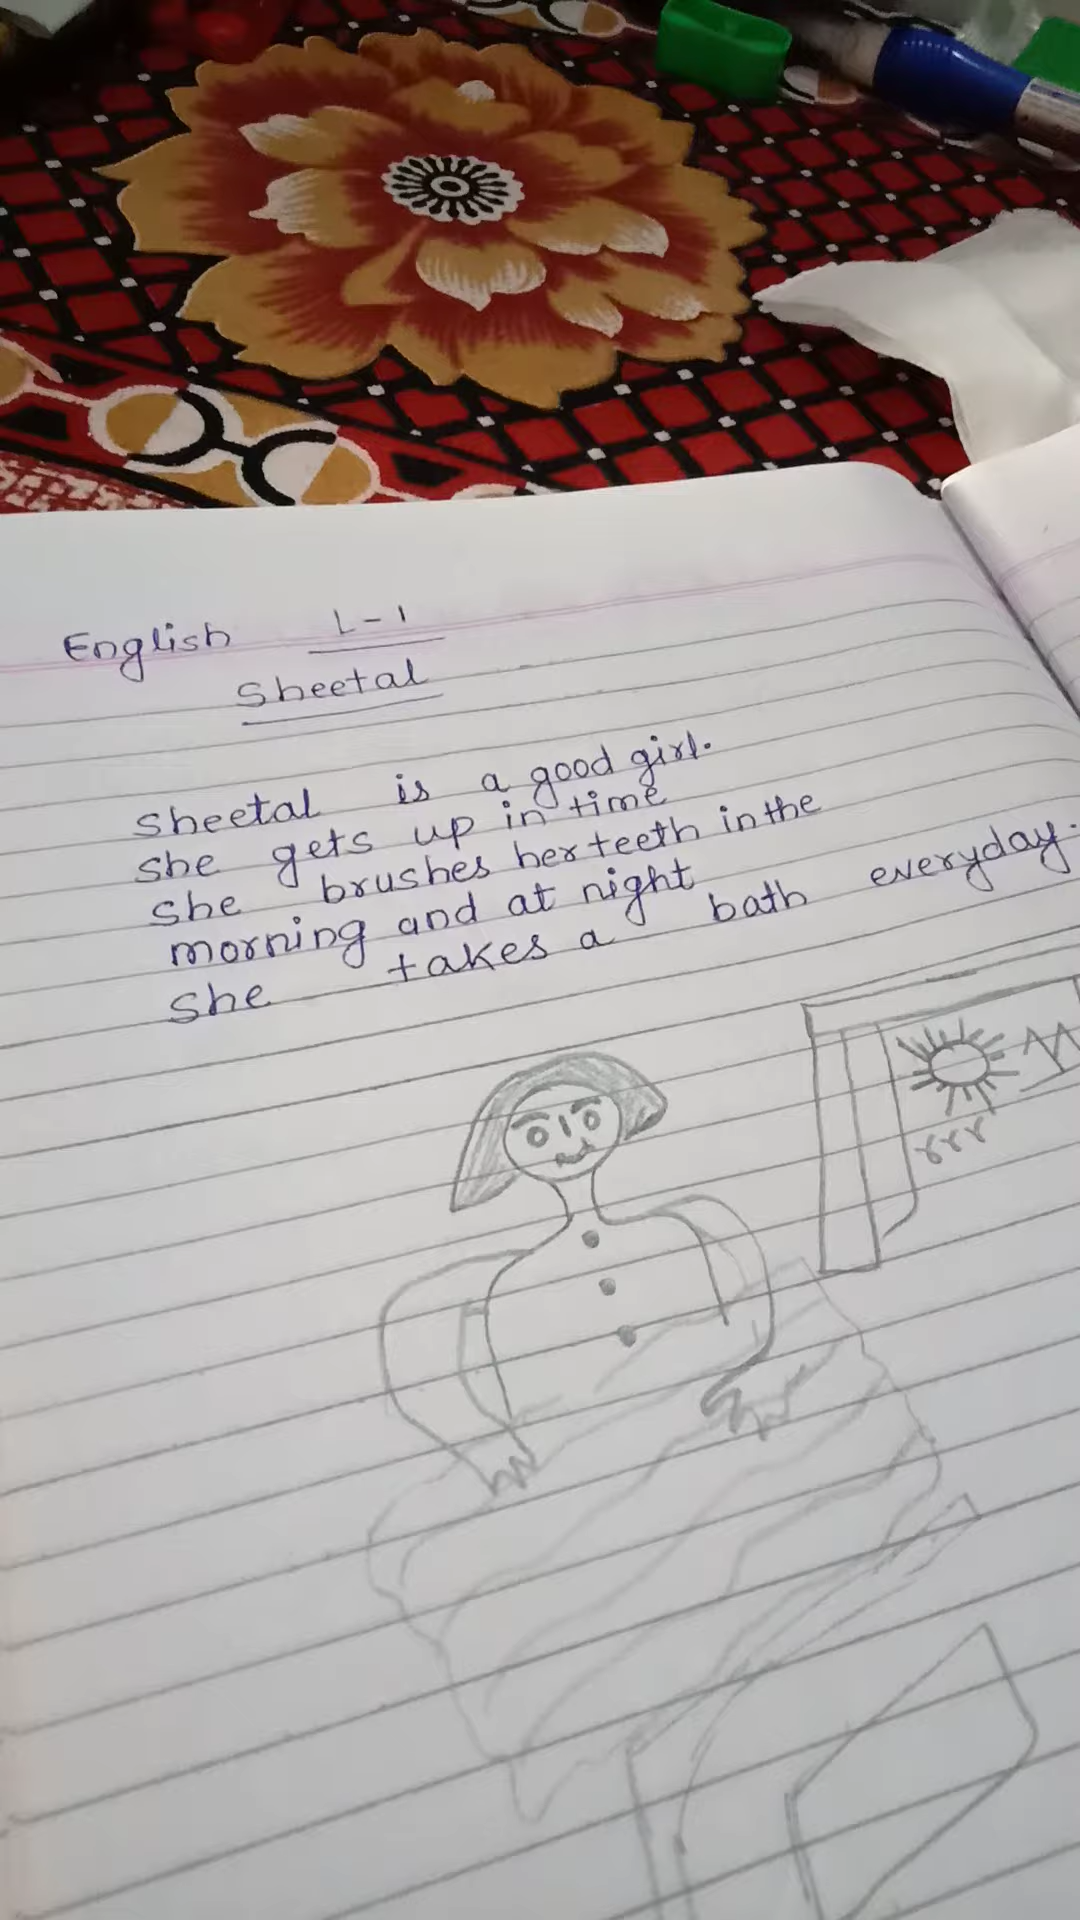 English L-1
Sheetal
Sheetal is a good girl.
She gets up in time
She brushes her teeth in the
morning and at night
She takes a bath everyday.